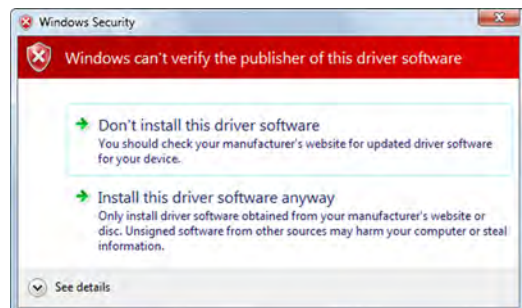 Windows Security
Windows can't verify the publisher of this driver software
Don't install this driver software
You should check your manufacturer's website for updated driver software
for your device.
Install this driver software anyway
Only install driver software obtained from your manufacturer's website or
disc. Unsigned software from other sources may harm your computer or steal
information.
See details